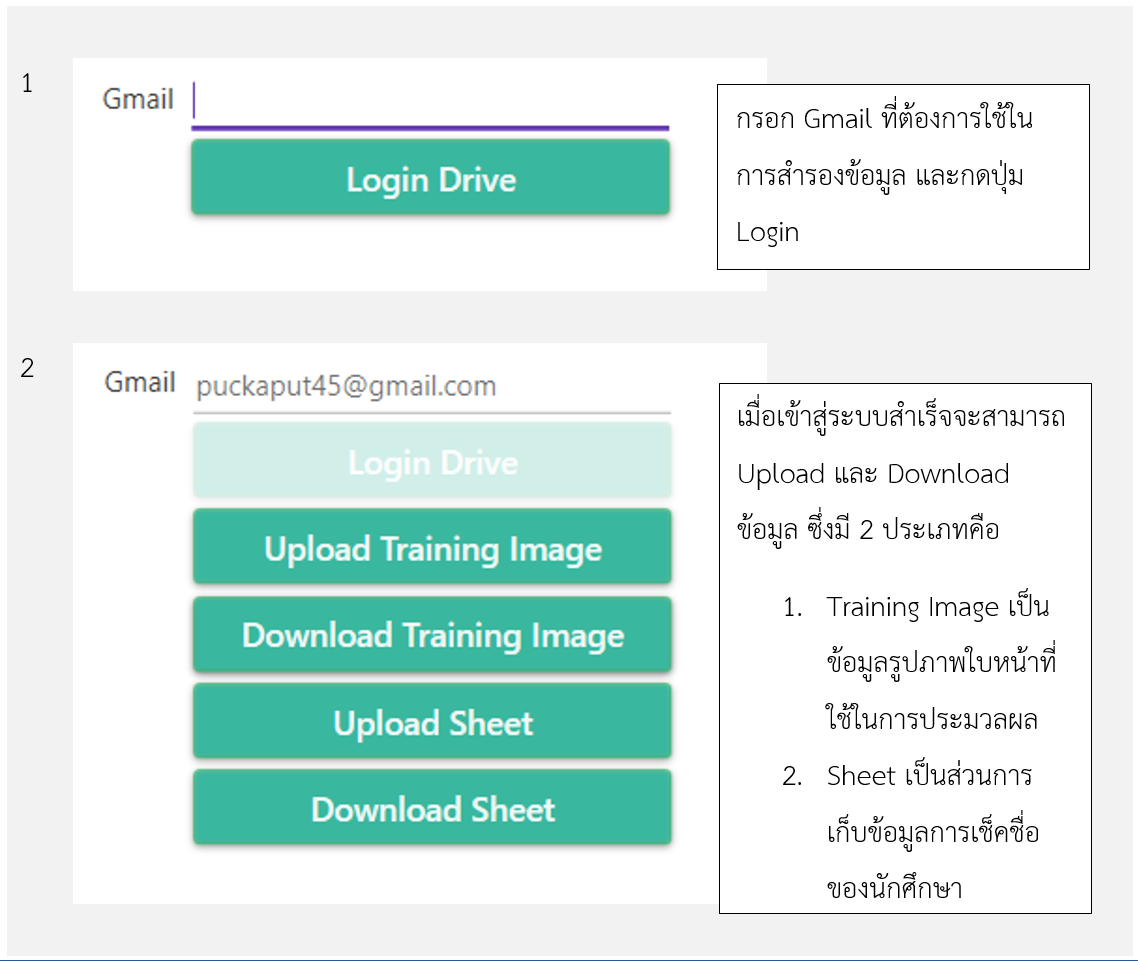 1
Gmail
Login Drive
กรอก Gmail ที่ต้องการใช้ใน
การสำรองข้อมูล และกดปุ่ม
Login
2
Gmail puckaput45@gmail.com
Login Drive
Upload Training Image
Download Training Image
Upload Sheet
Download Sheet
เมื่อเข้าสู่ระบบสำเร็จจะสามารถ
Upload และ Download
ข้อมูล ซึ่งมี 2 ประเภทคือ
1. Training Image เป็น
ข้อมูลรูปภาพใบหน้าที่
ใช้ในการประมวลผล
2. Sheet เป็นส่วนการ
เก็บข้อมูลการเช็คชื่อ
ของนักศึกษา